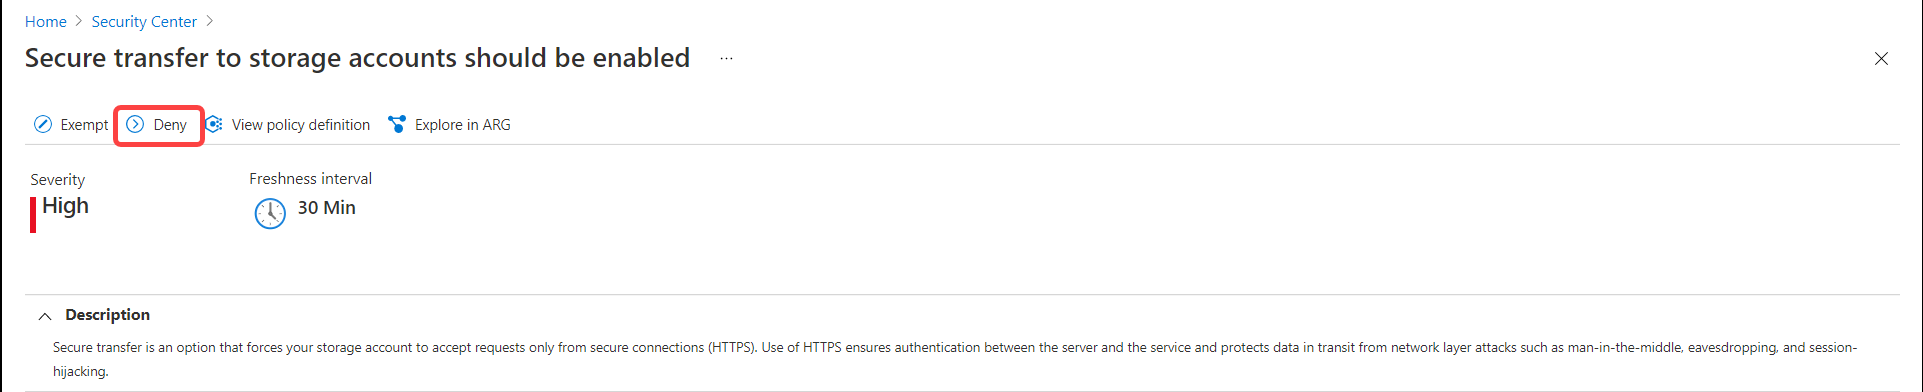 Home > Security Center >
Secure transfer to storage accounts should be enabled ...
Exempt Deny View policy definition Explore in ARG
Severity Freshness interval
High 30 Min
Description
Secure transfer is an option that forces your storage account to accept requests only from secure connections (HTTPS). Use of HTTPS ensures authentication between the server and the service and protects data in transit from network layer attacks such as man-in-the-middle, eavesdropping, and session-
hijacking.